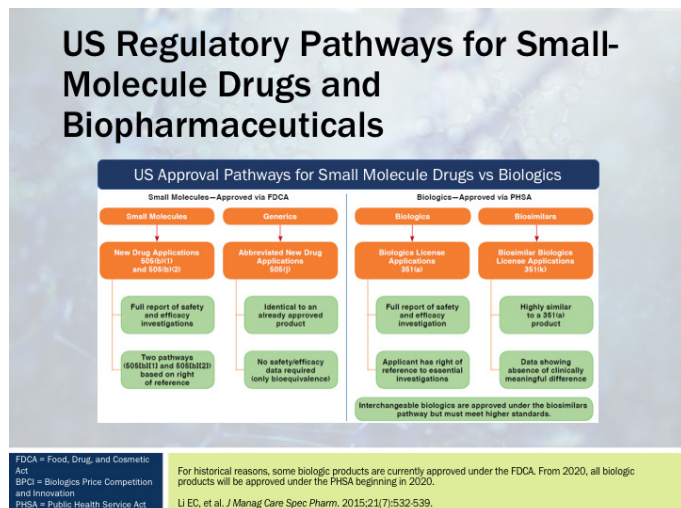 US Regulatory Pathways for Small-
Molecule Drugs and
Biopharmaceuticals
US Approval Pathways for Small Molecule Drugs vs Biologics
Small Molecules—Approved via FDCA
Biologics—Approved via PHSA
Small Molecules
Generics
Biologics
Biosimilars
New Drug Applications
505(b)(1)
and 505(b)(2)
Abbreviated New Drug
Applications
505(j)
Biologics License
Applications
351(a)
Biosimilar Biologics
License Applications
351(k)
Full report of safety
and efficacy
investigations
Identical to an
already approved
product
Full report of safety
and efficacy
investigation
Highly similar
to a 351(a)
product
Two pathways
(505[b][1] and 505[b][2])
based on right
of reference
No safety/efficacy
data required
(only bioequivalence)
Applicant has right of
reference to essential
investigations
Data showing
absence of clinically
meaningful difference
Interchangeable biologics are approved under the biosimilars
pathway but must meet higher standards.
FDCA = Food, Drug, and Cosmetic
Act
BPCI = Biologics Price Competition
and Innovation
PHSA = Public Health Service Act
For historical reasons, some biologic products are currently approved under the FDCA. From 2020, all biologic
products will be approved under the PHSA beginning in 2020.
Li EC, et al. J Manag Care Spec Pharm. 2015;21(7):532-539.